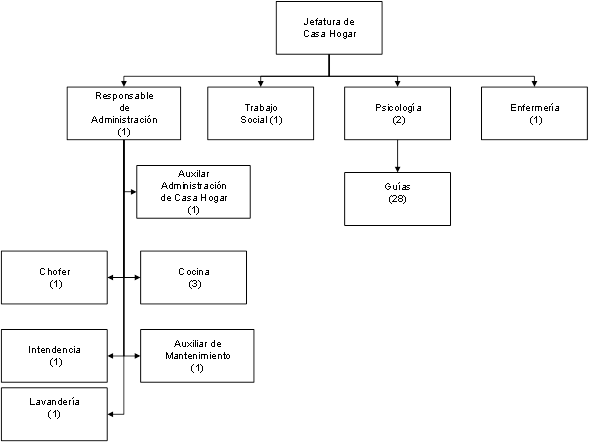 Jefatura de
Casa Hogar
Responsable
de
Administración
(1)
Trabajo
Social (1)
Psicología
(2)
Enfermería
(1)
Auxilar
Administración
de Casa Hogar
(1)
Guías
(28)
Chofer
(1)
Cocina
(3)
Intendencia
(1)
Auxiliar de
Mantenimiento
(1)
Lavandería
(1)